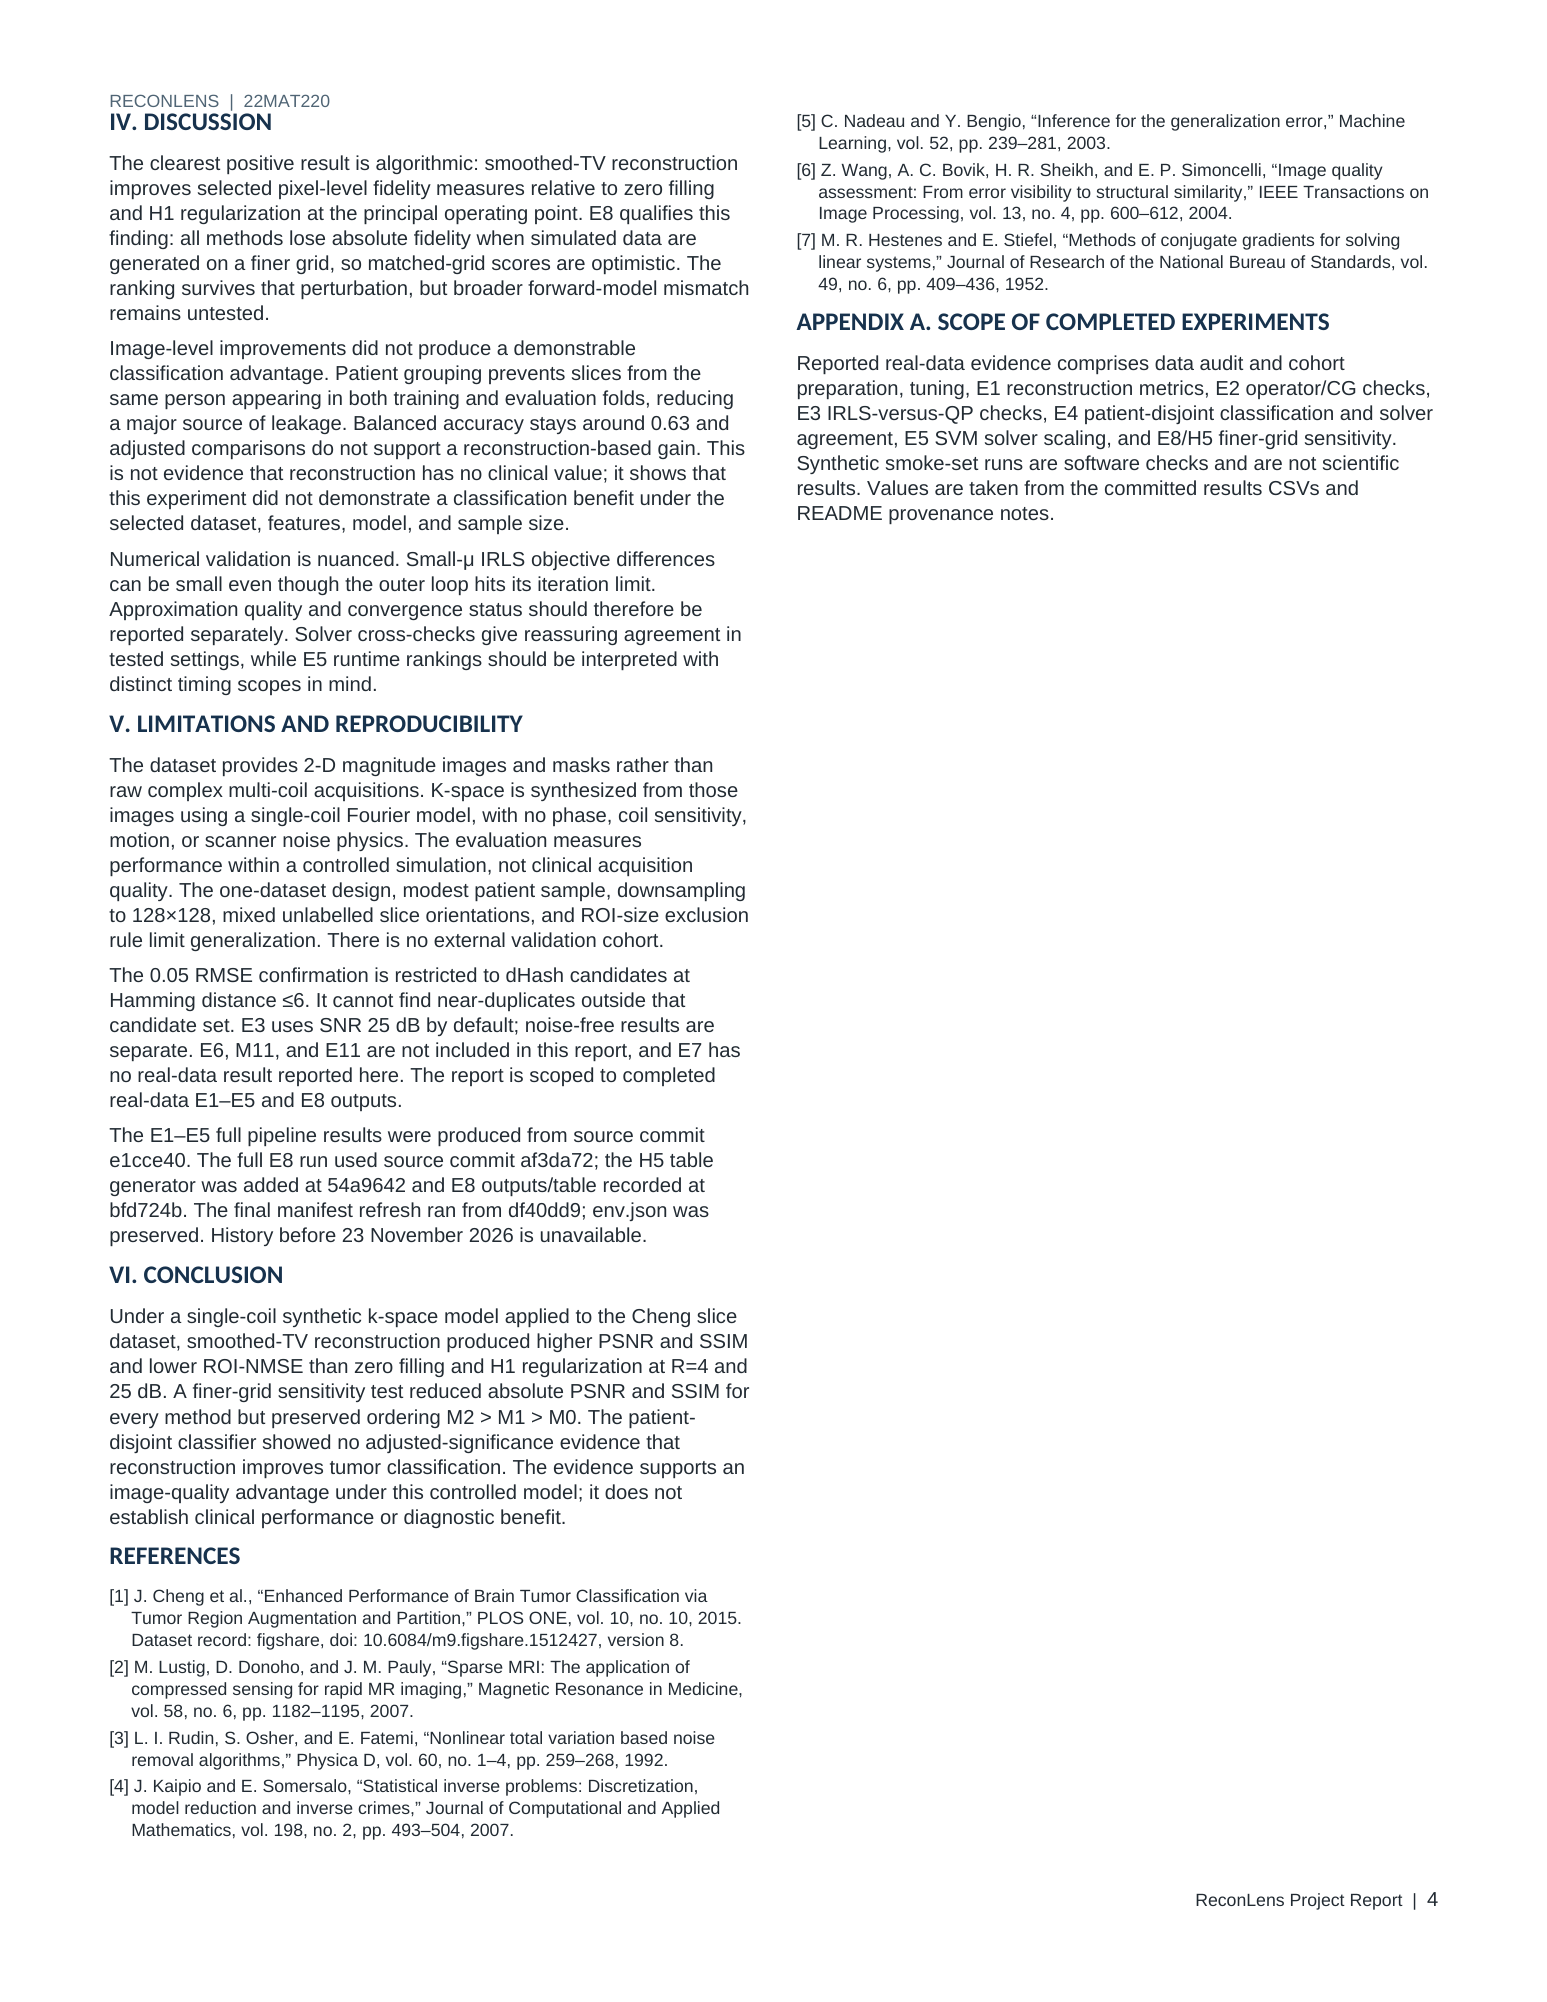 RECONLENS | 22MAT220
IV. DISCUSSION
The clearest positive result is algorithmic: smoothed-TV reconstruction
improves selected pixel-level fidelity measures relative to zero filling
and H1 regularization at the principal operating point. E8 qualifies this
finding: all methods lose absolute fidelity when simulated data are
generated on a finer grid, so matched-grid scores are optimistic. The
ranking survives that perturbation, but broader forward-model mismatch
remains untested.
Image-level improvements did not produce a demonstrable
classification advantage. Patient grouping prevents slices from the
same person appearing in both training and evaluation folds, reducing
a major source of leakage. Balanced accuracy stays around 0.63 and
adjusted comparisons do not support a reconstruction-based gain. This
is not evidence that reconstruction has no clinical value; it shows that
this experiment did not demonstrate a classification benefit under the
selected dataset, features, model, and sample size.
Numerical validation is nuanced. Small-μ IRLS objective differences
can be small even though the outer loop hits its iteration limit.
Approximation quality and convergence status should therefore be
reported separately. Solver cross-checks give reassuring agreement in
tested settings, while E5 runtime rankings should be interpreted with
distinct timing scopes in mind.
V. LIMITATIONS AND REPRODUCIBILITY
The dataset provides 2-D magnitude images and masks rather than
raw complex multi-coil acquisitions. K-space is synthesized from those
images using a single-coil Fourier model, with no phase, coil sensitivity,
motion, or scanner noise physics. The evaluation measures
performance within a controlled simulation, not clinical acquisition
quality. The one-dataset design, modest patient sample, downsampling
to 128×128, mixed unlabelled slice orientations, and ROI-size exclusion
rule limit generalization. There is no external validation cohort.
The 0.05 RMSE confirmation is restricted to dHash candidates at
Hamming distance ≤6. It cannot find near-duplicates outside that
candidate set. E3 uses SNR 25 dB by default; noise-free results are
separate. E6, M11, and E11 are not included in this report, and E7 has
no real-data result reported here. The report is scoped to completed
real-data E1–E5 and E8 outputs.
The E1–E5 full pipeline results were produced from source commit
e1cce40. The full E8 run used source commit af3da72; the H5 table
generator was added at 54a9642 and E8 outputs/table recorded at
bfd724b. The final manifest refresh ran from df40dd9; env.json was
preserved. History before 23 November 2026 is unavailable.
VI. CONCLUSION
Under a single-coil synthetic k-space model applied to the Cheng slice
dataset, smoothed-TV reconstruction produced higher PSNR and SSIM
and lower ROI-NMSE than zero filling and H1 regularization at R=4 and
25 dB. A finer-grid sensitivity test reduced absolute PSNR and SSIM for
every method but preserved ordering M2 > M1 > M0. The patient-
disjoint classifier showed no adjusted-significance evidence that
reconstruction improves tumor classification. The evidence supports an
image-quality advantage under this controlled model; it does not
establish clinical performance or diagnostic benefit.
REFERENCES
[1] J. Cheng et al., “Enhanced Performance of Brain Tumor Classification via
Tumor Region Augmentation and Partition,” PLOS ONE, vol. 10, no. 10, 2015.
Dataset record: figshare, doi: 10.6084/m9.figshare.1512427, version 8.
[2] M. Lustig, D. Donoho, and J. M. Pauly, “Sparse MRI: The application of
compressed sensing for rapid MR imaging,” Magnetic Resonance in Medicine,
vol. 58, no. 6, pp. 1182–1195, 2007.
[3] L. I. Rudin, S. Osher, and E. Fatemi, “Nonlinear total variation based noise
removal algorithms,” Physica D, vol. 60, no. 1–4, pp. 259–268, 1992.
[4] J. Kaipio and E. Somersalo, “Statistical inverse problems: Discretization,
model reduction and inverse crimes,” Journal of Computational and Applied
Mathematics, vol. 198, no. 2, pp. 493–504, 2007.
[5] C. Nadeau and Y. Bengio, “Inference for the generalization error,” Machine
Learning, vol. 52, pp. 239–281, 2003.
[6] Z. Wang, A. C. Bovik, H. R. Sheikh, and E. P. Simoncelli, “Image quality
assessment: From error visibility to structural similarity,” IEEE Transactions on
Image Processing, vol. 13, no. 4, pp. 600–612, 2004.
[7] M. R. Hestenes and E. Stiefel, “Methods of conjugate gradients for solving
linear systems,” Journal of Research of the National Bureau of Standards, vol.
49, no. 6, pp. 409–436, 1952.
APPENDIX A. SCOPE OF COMPLETED EXPERIMENTS
Reported real-data evidence comprises data audit and cohort
preparation, tuning, E1 reconstruction metrics, E2 operator/CG checks,
E3 IRLS-versus-QP checks, E4 patient-disjoint classification and solver
agreement, E5 SVM solver scaling, and E8/H5 finer-grid sensitivity.
Synthetic smoke-set runs are software checks and are not scientific
results. Values are taken from the committed results CSVs and
README provenance notes.
ReconLens Project Report | 4